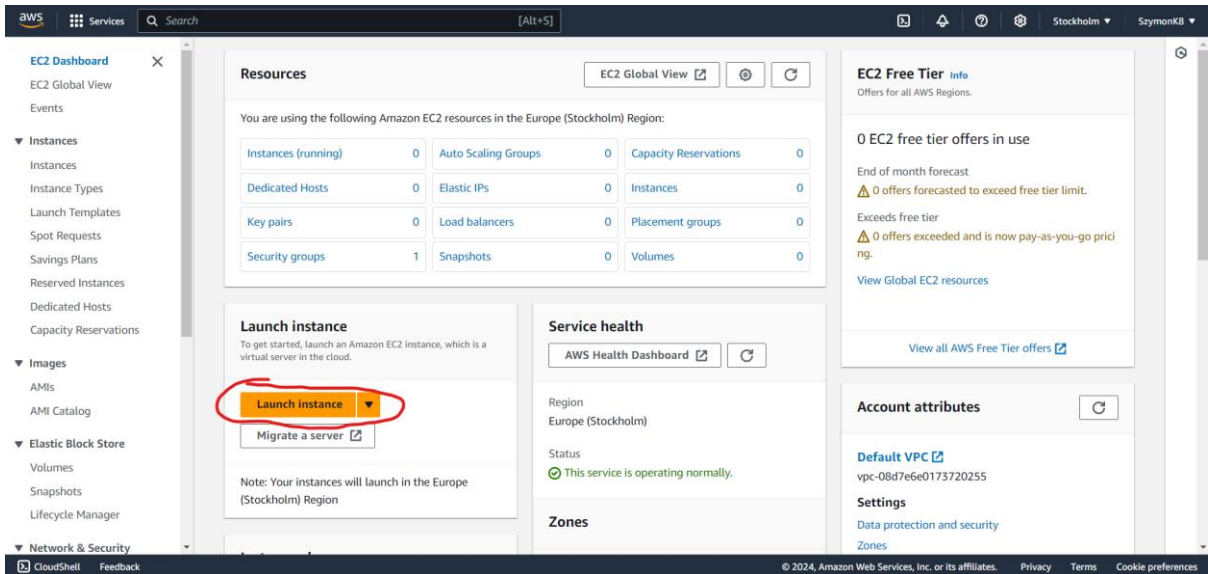 aws
Services
Search
[Alt+S]
Stockholm ▼
SzymonK8 ▼
EC2 Dashboard
EC2 Global View
Events
Instances
Instances
Instance Types
Launch Templates
Spot Requests
Savings Plans
Reserved Instances
Dedicated Hosts
Capacity Reservations
Images
AMIs
AMI Catalog
Elastic Block Store
Volumes
Snapshots
Lifecycle Manager
Network & Security
Resources
EC2 Global View
You are using the following Amazon EC2 resources in the Europe (Stockholm) Region:
Instances (running) 0 Auto Scaling Groups 0 Capacity Reservations 0
Dedicated Hosts 0 Elastic IPs 0 Instances 0
Key pairs 0 Load balancers 0 Placement groups 0
Security groups 1 Snapshots 0 Volumes 0
Launch instance
To get started, launch an Amazon EC2 instance, which is a
virtual server in the cloud.
Launch instance
Migrate a server
Note: Your instances will launch in the Europe
(Stockholm) Region
Service health
AWS Health Dashboard
Region
Europe (Stockholm)
Status
This service is operating normally.
Zones
EC2 Free Tier Info
Offers for all AWS Regions.
0 EC2 free tier offers in use
End of month forecast
0 offers forecasted to exceed free tier limit.
Exceeds free tier
0 offers exceeded and is now pay-as-you-go prici
ng.
View Global EC2 resources
View all AWS Free Tier offers
Account attributes
Default VPC
vpc-08d7e6e0173720255
Settings
Data protection and security
Zones
CloudShell
Feedback
© 2024, Amazon Web Services, Inc. or its affiliates.
Privacy
Terms
Cookie preferences